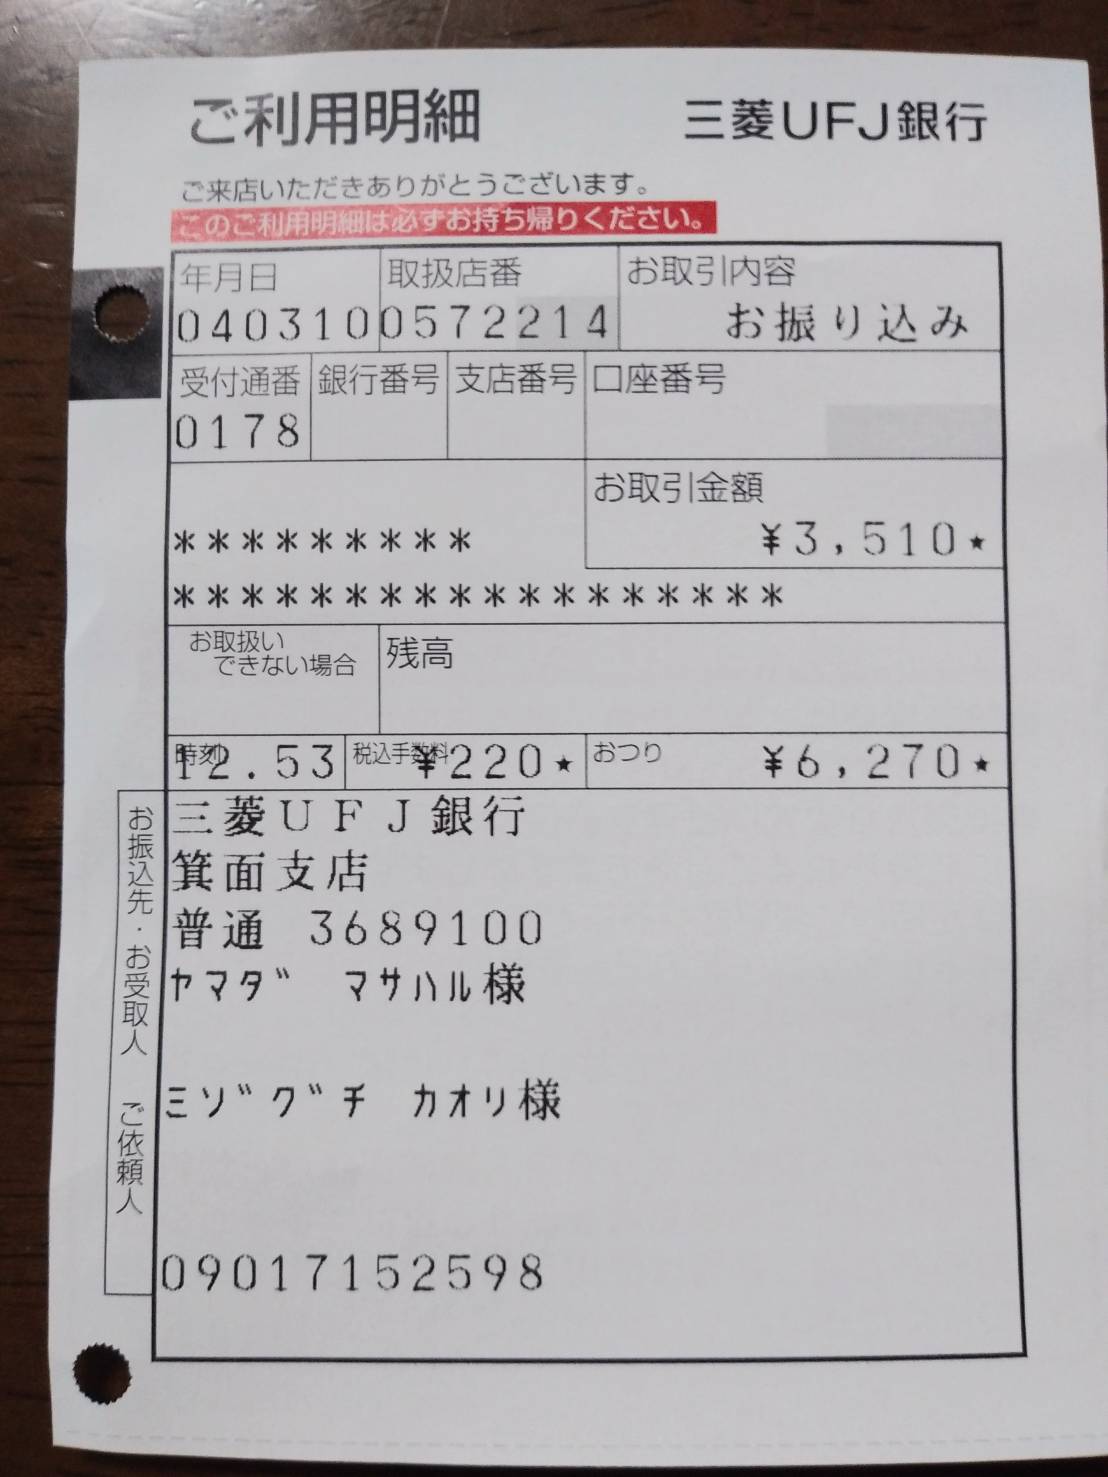 ご利用明細 三菱UFJ銀行
ご来店いただきありがとうございます。
このご利用明細は必ずお持ち帰りください。
年月日 取扱店番 お取引内容
040310 0572214 お振り込み
受付通番 銀行番号 支店番号 口座番号
0178
お取引金額
*********
¥3,510★
******************
お取扱い
できない場合
残高
時刻 税込手数料 おつり
12.53 ¥220★ ¥6,270★
お振込先・お受取人 ご依頼人
三菱UFJ銀行
箕面支店
普通 3689100
ヤマダ゛ マサハル様
ミゾ゛グ゛チ カオリ様
09017152598